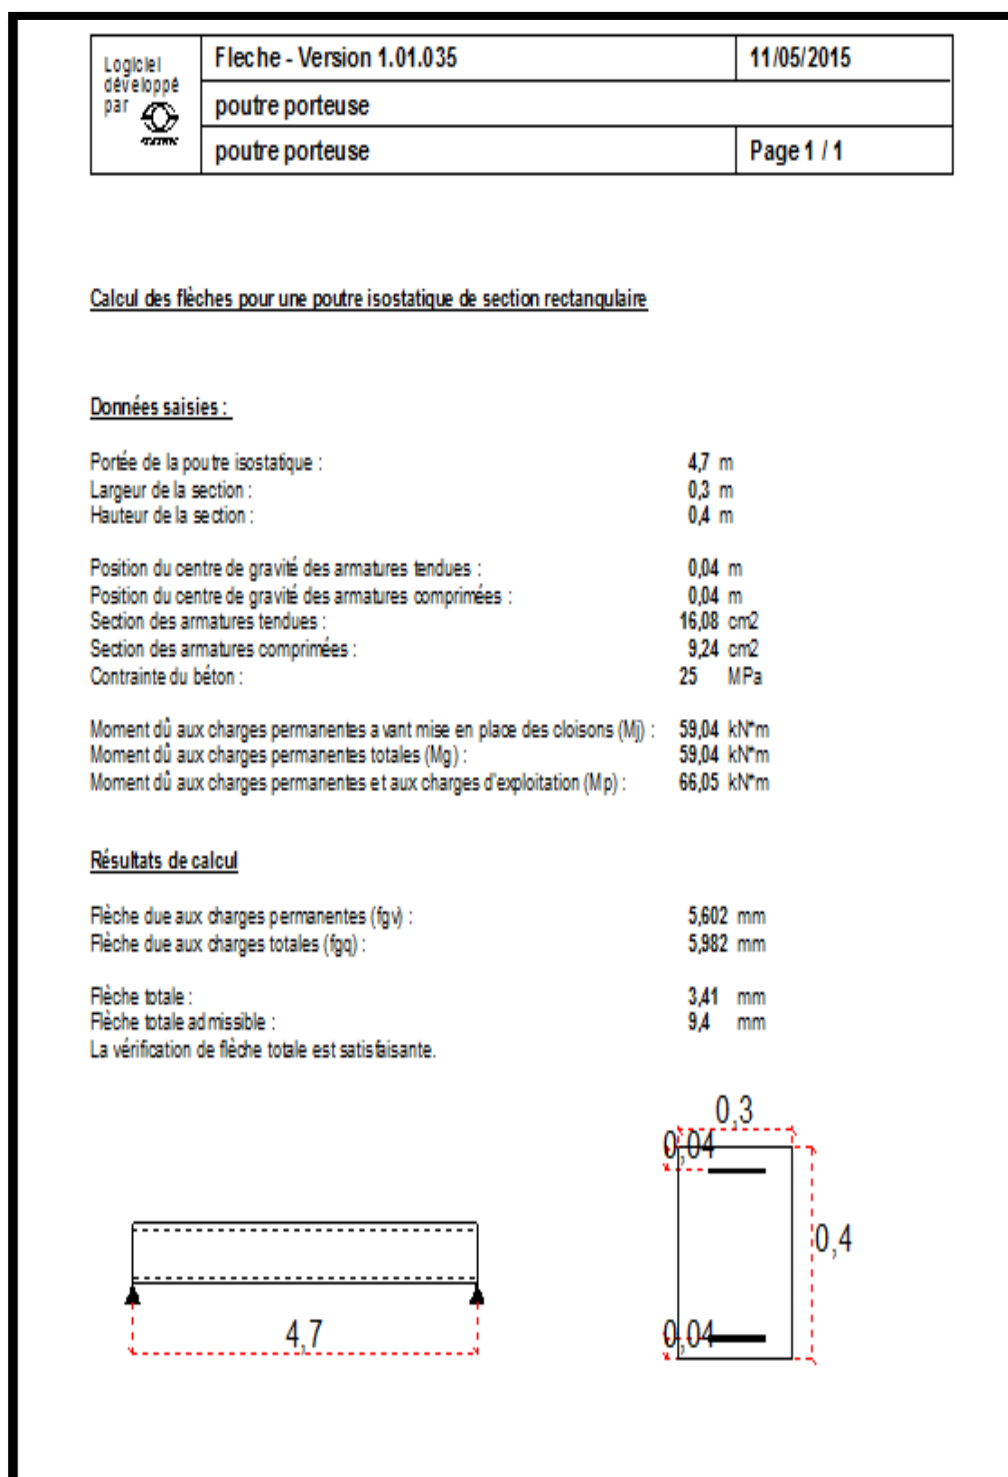 Logiciel
développé
par
Fleche - Version 1.01.035 11/05/2015
poutre porteuse
poutre porteuse Page 1 / 1
Calcul des flèches pour une poutre isostatique de section rectangulaire
Données saisies :
Portée de la poutre isostatique : 4,7 m
Largeur de la section : 0,3 m
Hauteur de la section : 0,4 m
Position du centre de gravité des armatures tendues : 0,04 m
Position du centre de gravité des armatures comprimées : 0,04 m
Section des armatures tendues : 16,08 cm2
Section des armatures comprimées : 9,24 cm2
Contrainte du béton : 25 MPa
Moment dû aux charges permanentes avant mise en place des cloisons (Mj) : 59,04 kN*m
Moment dû aux charges permanentes totales (Mg) : 59,04 kN*m
Moment dû aux charges permanentes et aux charges d'exploitation (Mp) : 66,05 kN*m
Résultats de calcul
Flèche due aux charges permanentes (fgv) : 5,602 mm
Flèche due aux charges totales (fgq) : 5,982 mm
Flèche totale : 3,41 mm
Flèche totale admissible : 9,4 mm
La vérification de flèche totale est satisfaisante.
0,3
0,04
0,4
4,7
0,04